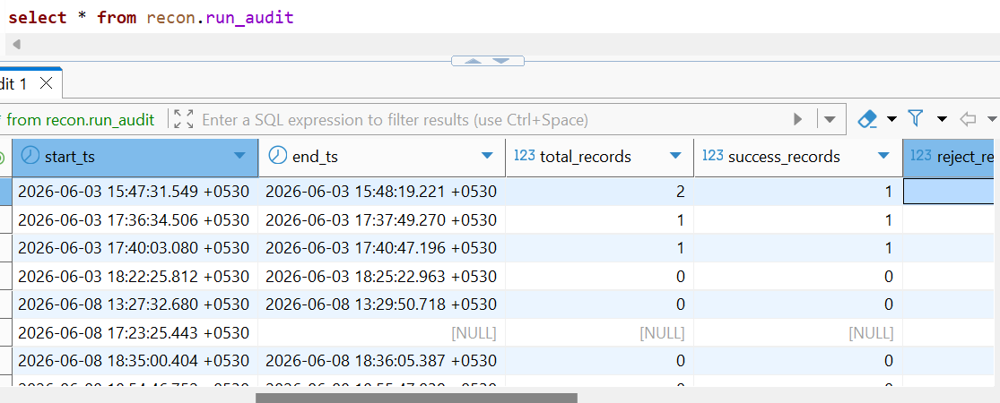 select * from recon.run_audit
dit 1
from recon.run_audit Enter a SQL expression to filter results (use Ctrl+Space)
start_ts end_ts 123 total_records 123 success_records 123 reject_re
2026-06-03 15:47:31.549 +0530 2026-06-03 15:48:19.221 +0530 2 1
2026-06-03 17:36:34.506 +0530 2026-06-03 17:37:49.270 +0530 1 1
2026-06-03 17:40:03.080 +0530 2026-06-03 17:40:47.196 +0530 1 1
2026-06-03 18:22:25.812 +0530 2026-06-03 18:25:22.963 +0530 0 0
2026-06-08 13:27:32.680 +0530 2026-06-08 13:29:50.718 +0530 0 0
2026-06-08 17:23:25.443 +0530 [NULL] [NULL] [NULL]
2026-06-08 18:35:00.404 +0530 2026-06-08 18:36:05.387 +0530 0 0